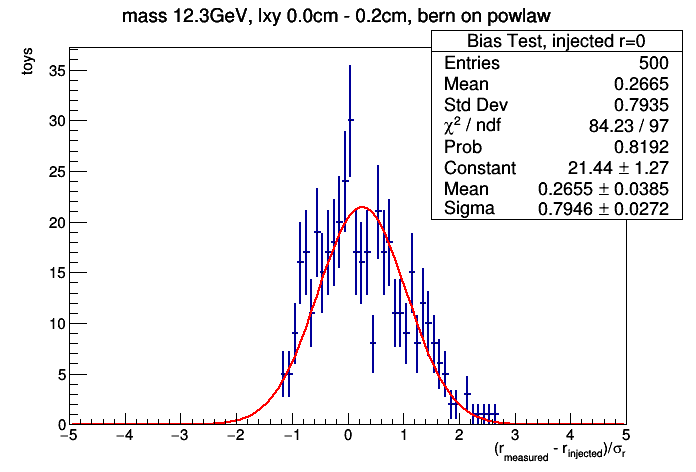 mass 12.3GeV, lxy 0.0cm - 0.2cm, bern on powlaw
Bias Test, injected r=0
Entries 500
Mean 0.2665
Std Dev 0.7935
χ² / ndf 84.23 / 97
Prob 0.8192
Constant 21.44 ± 1.27
Mean 0.2655 ± 0.0385
Sigma 0.7946 ± 0.0272
toys
35
30
25
20
15
10
5
0
−5 −4 −3 −2 −1 0 1 2 3 4 5
(r_measured - r_injected)/σ_r